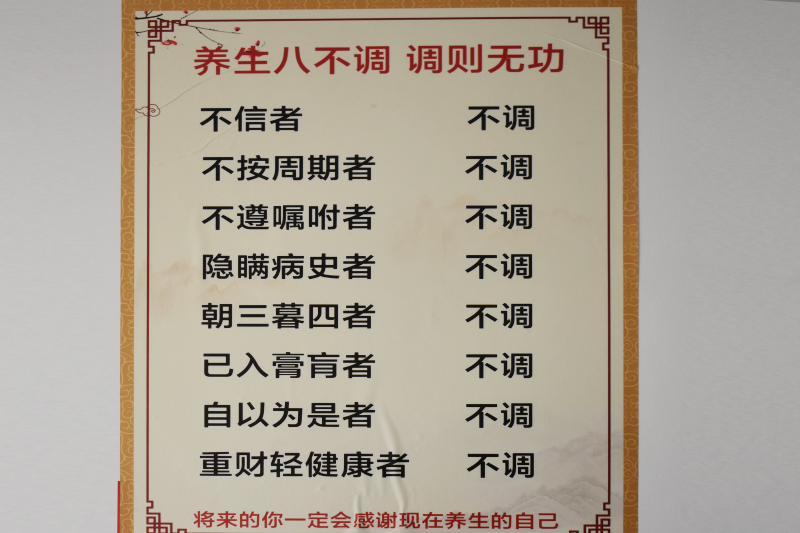 养生八不调 调则无功
不信者 不调
不按周期者 不调
不遵嘱咐者 不调
隐瞒病史者 不调
朝三暮四者 不调
已入膏肓者 不调
自以为是者 不调
重财轻健康者 不调
将来的你一定会感谢现在养生的自己